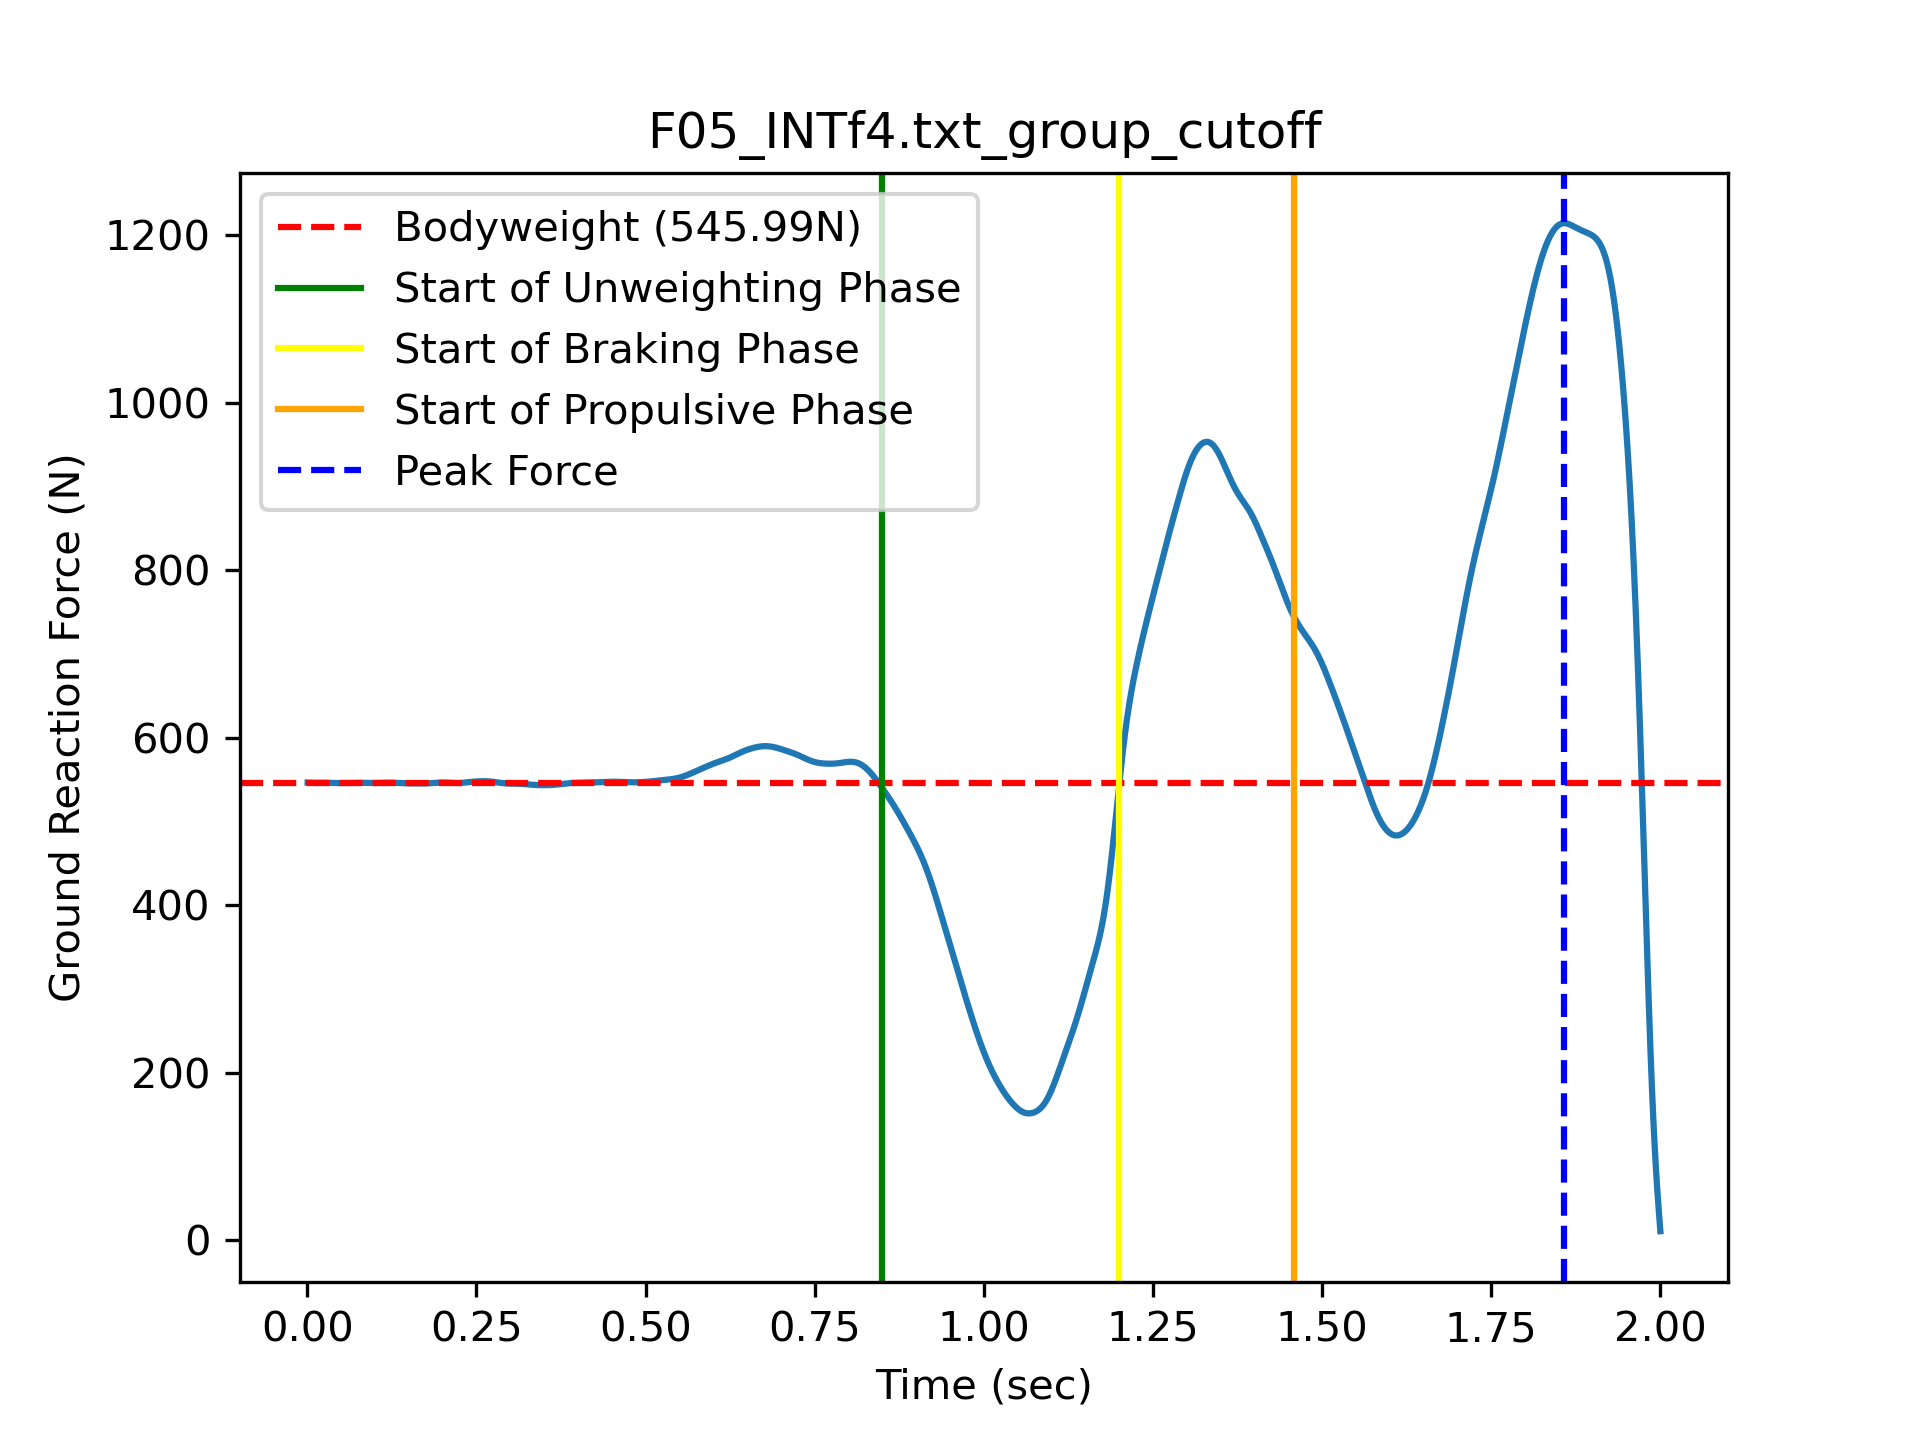 F05_INTf4.txt_group_cutoff
Bodyweight (545.99N)
Start of Unweighting Phase
Start of Braking Phase
Start of Propulsive Phase
Peak Force
Ground Reaction Force (N)
1200
1000
800
600
400
200
0
0.00 0.25 0.50 0.75 1.00 1.25 1.50 1.75 2.00
Time (sec)